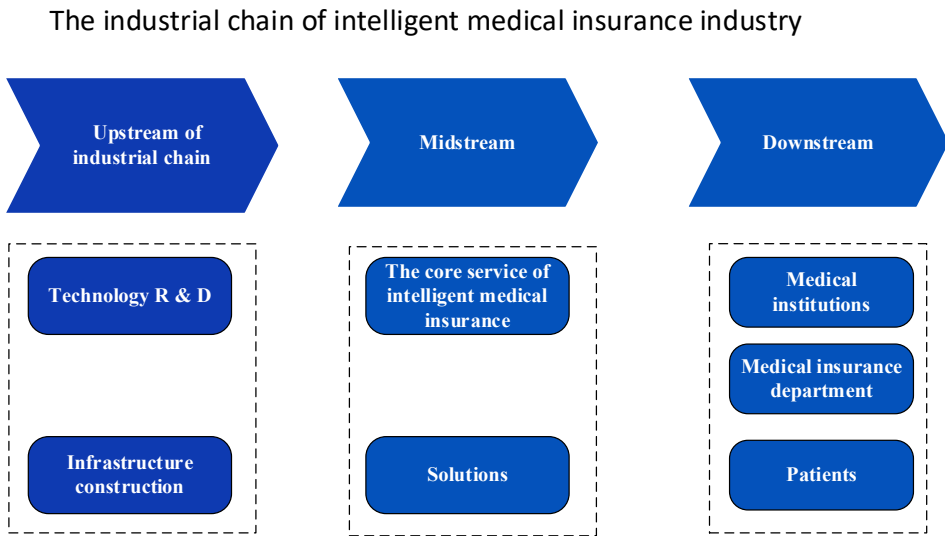 The industrial chain of intelligent medical insurance industry
Upstream of
industrial chain
Midstream
Downstream
Technology R & D
Infrastructure
construction
The core service of
intelligent medical
insurance
Solutions
Medical
institutions
Medical insurance
department
Patients